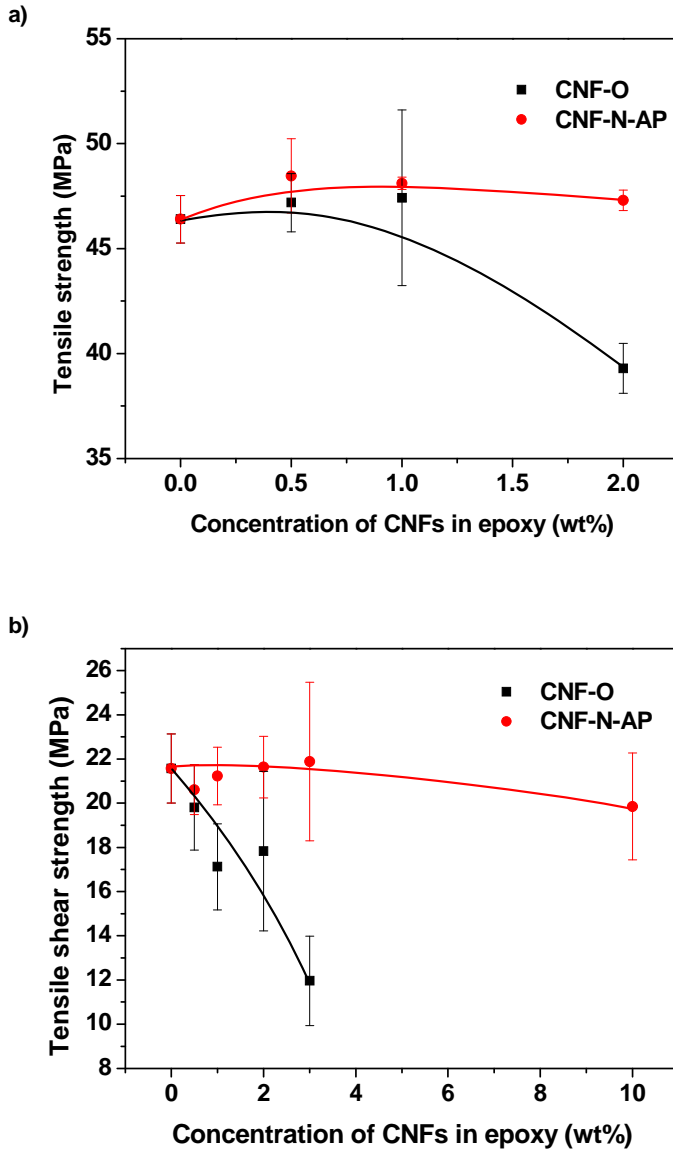 a)
55
50
45
40
35
Tensile strength (MPa)
CNF-O
CNF-N-AP
0.0 0.5 1.0 1.5 2.0
Concentration of CNFs in epoxy (wt%)
b)
26
24
22
20
18
16
14
12
10
8
Tensile shear strength (MPa)
CNF-O
CNF-N-AP
0 2 4 6 8 10
Concentration of CNFs in epoxy (wt%)